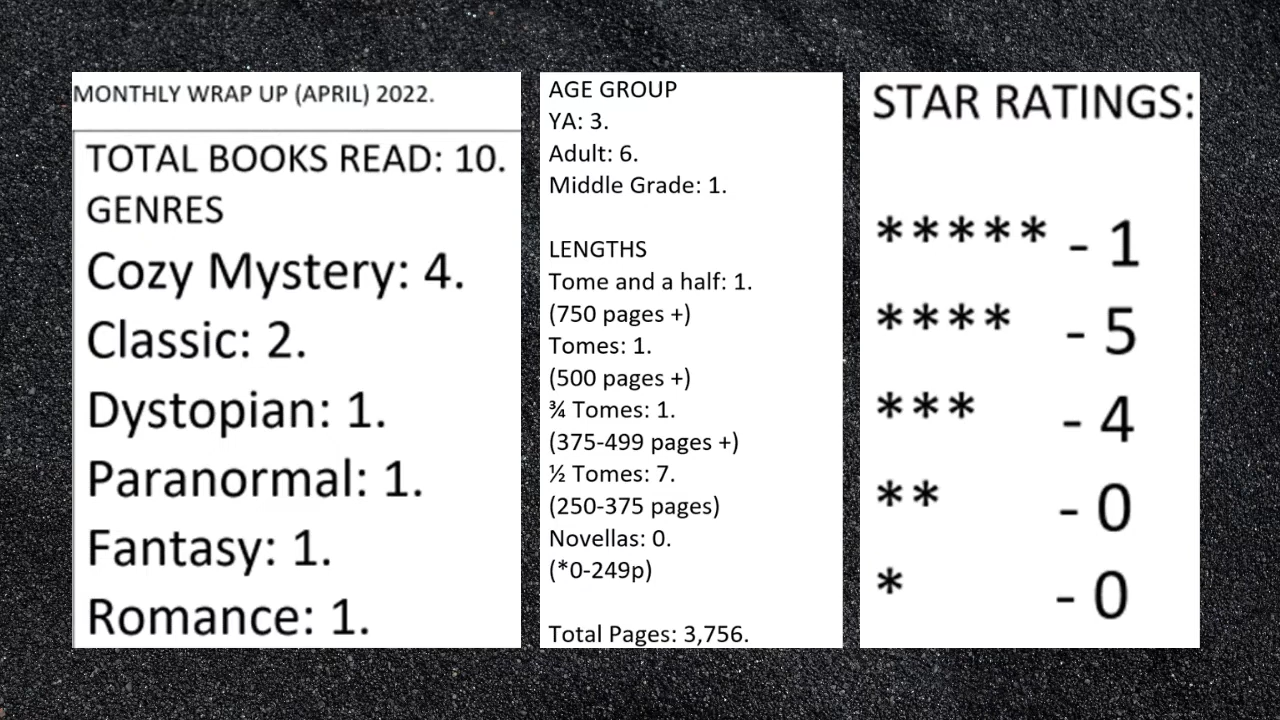 MONTHLY WRAP UP (APRIL) 2022.
TOTAL BOOKS READ: 10.
GENRES
Cozy Mystery: 4.
Classic: 2.
Dystopian: 1.
Paranormal: 1.
Fantasy: 1.
Romance: 1.
AGE GROUP
YA: 3.
Adult: 6.
Middle Grade: 1.
LENGTHS
Tome and a half: 1.
(750 pages +)
Tomes: 1.
(500 pages +)
¾ Tomes: 1.
(375-499 pages +)
½ Tomes: 7.
(250-375 pages)
Novellas: 0.
(*0-249p)
Total Pages: 3,756.
STAR RATINGS:
***** - 1
**** - 5
*** - 4
** - 0
* - 0